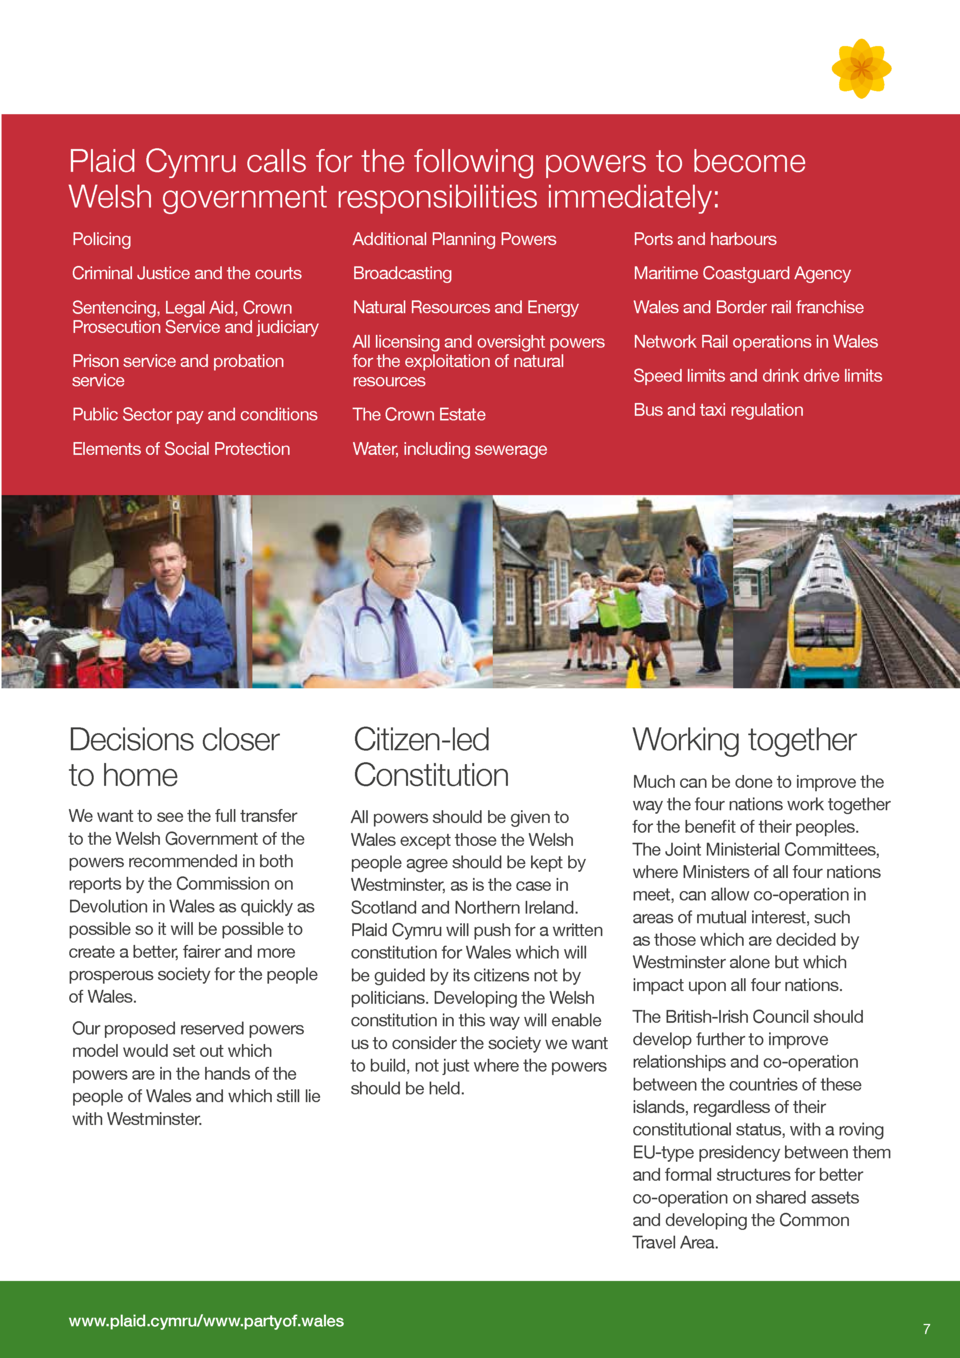 Plaid Cymru calls for the following powers to become
Welsh government responsibilities immediately:
Policing
Criminal Justice and the courts
Sentencing, Legal Aid, Crown
Prosecution Service and judiciary
Prison service and probation
service
Public Sector pay and conditions
Elements of Social Protection
Additional Planning Powers
Broadcasting
Natural Resources and Energy
All licensing and oversight powers
for the exploitation of natural
resources
The Crown Estate
Water, including sewerage
Ports and harbours
Maritime Coastguard Agency
Wales and Border rail franchise
Network Rail operations in Wales
Speed limits and drink drive limits
Bus and taxi regulation
Decisions closer
to home
We want to see the full transfer
to the Welsh Government of the
powers recommended in both
reports by the Commission on
Devolution in Wales as quickly as
possible so it will be possible to
create a better, fairer and more
prosperous society for the people
of Wales.
Our proposed reserved powers
model would set out which
powers are in the hands of the
people of Wales and which still lie
with Westminster.
Citizen-led
Constitution
All powers should be given to
Wales except those the Welsh
people agree should be kept by
Westminster, as is the case in
Scotland and Northern Ireland.
Plaid Cymru will push for a written
constitution for Wales which will
be guided by its citizens not by
politicians. Developing the Welsh
constitution in this way will enable
us to consider the society we want
to build, not just where the powers
should be held.
Working together
Much can be done to improve the
way the four nations work together
for the benefit of their peoples.
The Joint Ministerial Committees,
where Ministers of all four nations
meet, can allow co-operation in
areas of mutual interest, such
as those which are decided by
Westminster alone but which
impact upon all four nations.
The British-Irish Council should
develop further to improve
relationships and co-operation
between the countries of these
islands, regardless of their
constitutional status, with a roving
EU-type presidency between them
and formal structures for better
co-operation on shared assets
and developing the Common
Travel Area.
www.plaid.cymru/www.partyof.wales
7